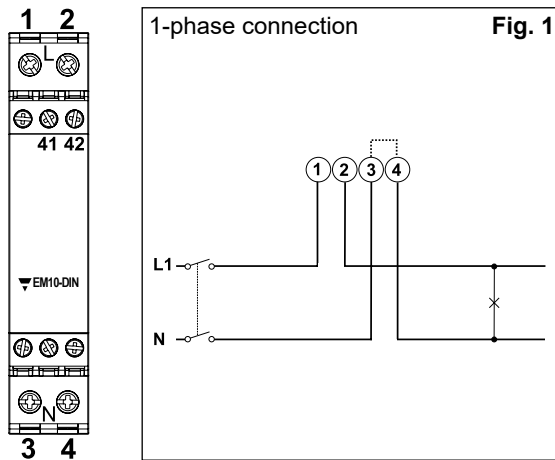 1 2
L
41 42
EM10-DIN
N
3 4
1-phase connection Fig. 1
1 2 3 4
L1
N